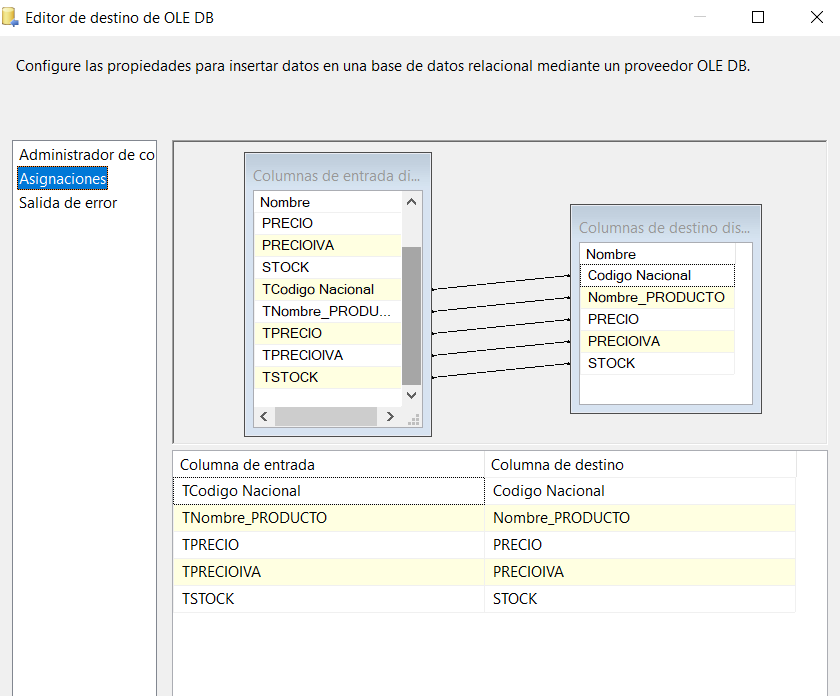 Editor de destino de OLE DB
Configure las propiedades para insertar datos en una base de datos relacional mediante un proveedor OLE DB.
Administrador de co
Asignaciones
Salida de error
Columnas de entrada di...
Nombre
PRECIO
PRECIOIVA
STOCK
TCodigo Nacional
TNombre_PRODU...
TPRECIO
TPRECIOIVA
TSTOCK
Columnas de destino dis...
Nombre
Codigo Nacional
Nombre_PRODUCTO
PRECIO
PRECIOIVA
STOCK
Columna de entrada Columna de destino
TCodigo Nacional Codigo Nacional
TNombre_PRODUCTO Nombre_PRODUCTO
TPRECIO PRECIO
TPRECIOIVA PRECIOIVA
TSTOCK STOCK